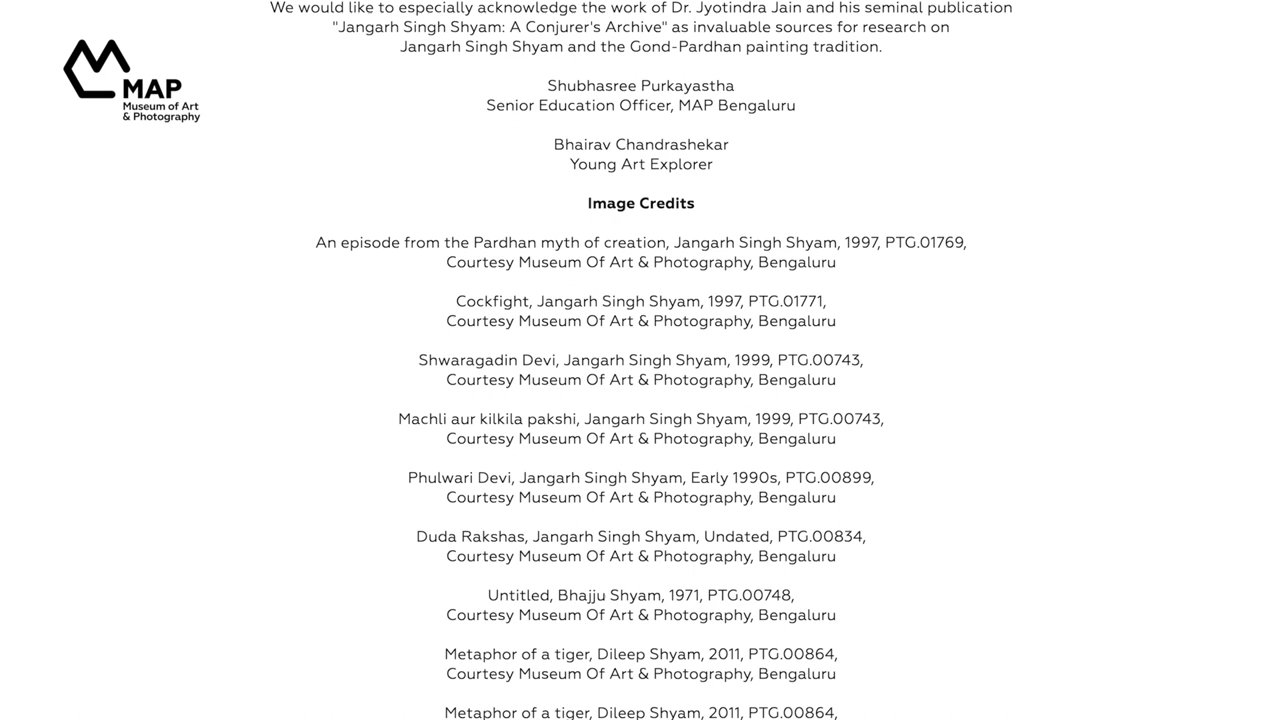 We would like to especially acknowledge the work of Dr. Jyotindra Jain and his seminal publication
"Jangarh Singh Shyam: A Conjurer's Archive" as invaluable sources for research on
Jangarh Singh Shyam and the Gond-Pardhan painting tradition.
MAP
Museum of Art
& Photography
Shubhasree Purkayastha
Senior Education Officer, MAP Bengaluru
Bhairav Chandrashekar
Young Art Explorer
Image Credits
An episode from the Pardhan myth of creation, Jangarh Singh Shyam, 1997, PTG.01769,
Courtesy Museum Of Art & Photography, Bengaluru
Cockfight, Jangarh Singh Shyam, 1997, PTG.01771,
Courtesy Museum Of Art & Photography, Bengaluru
Shwaragadin Devi, Jangarh Singh Shyam, 1999, PTG.00743,
Courtesy Museum Of Art & Photography, Bengaluru
Machli aur kilkila pakshi, Jangarh Singh Shyam, 1999, PTG.00743,
Courtesy Museum Of Art & Photography, Bengaluru
Phulwari Devi, Jangarh Singh Shyam, Early 1990s, PTG.00899,
Courtesy Museum Of Art & Photography, Bengaluru
Duda Rakshas, Jangarh Singh Shyam, Undated, PTG.00834,
Courtesy Museum Of Art & Photography, Bengaluru
Untitled, Bhajju Shyam, 1971, PTG.00748,
Courtesy Museum Of Art & Photography, Bengaluru
Metaphor of a tiger, Dileep Shyam, 2011, PTG.00864,
Courtesy Museum Of Art & Photography, Bengaluru
Metaphor of a tiger, Dileep Shyam, 2011, PTG.00864,